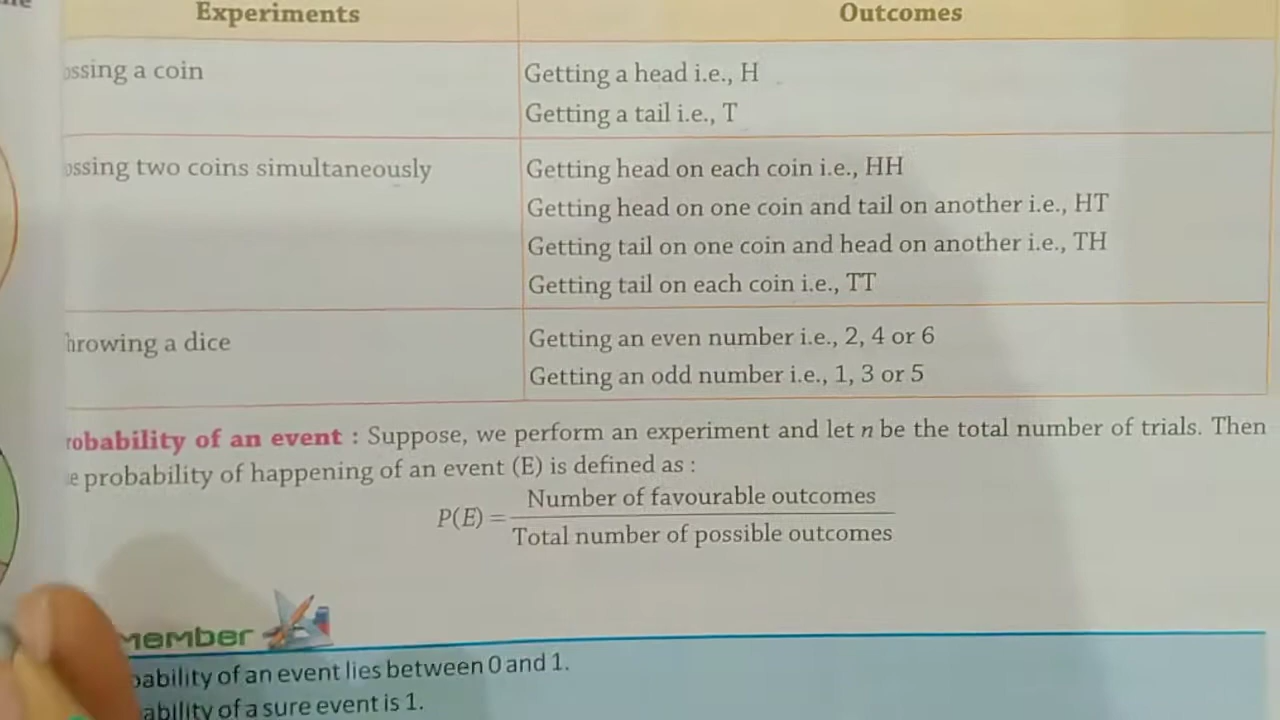 Experiments Outcomes
ossing a coin Getting a head i.e., H
Getting a tail i.e., T
ossing two coins simultaneously Getting head on each coin i.e., HH
Getting head on one coin and tail on another i.e., HT
Getting tail on one coin and head on another i.e., TH
Getting tail on each coin i.e., TT
hrowing a dice Getting an even number i.e., 2, 4 or 6
Getting an odd number i.e., 1, 3 or 5
robability of an event : Suppose, we perform an experiment and let n be the total number of trials. Then
e probability of happening of an event (E) is defined as :
P(E) = Number of favourable outcomes
Total number of possible outcomes
member
bability of an event lies between 0 and 1.
ability of a sure event is 1.